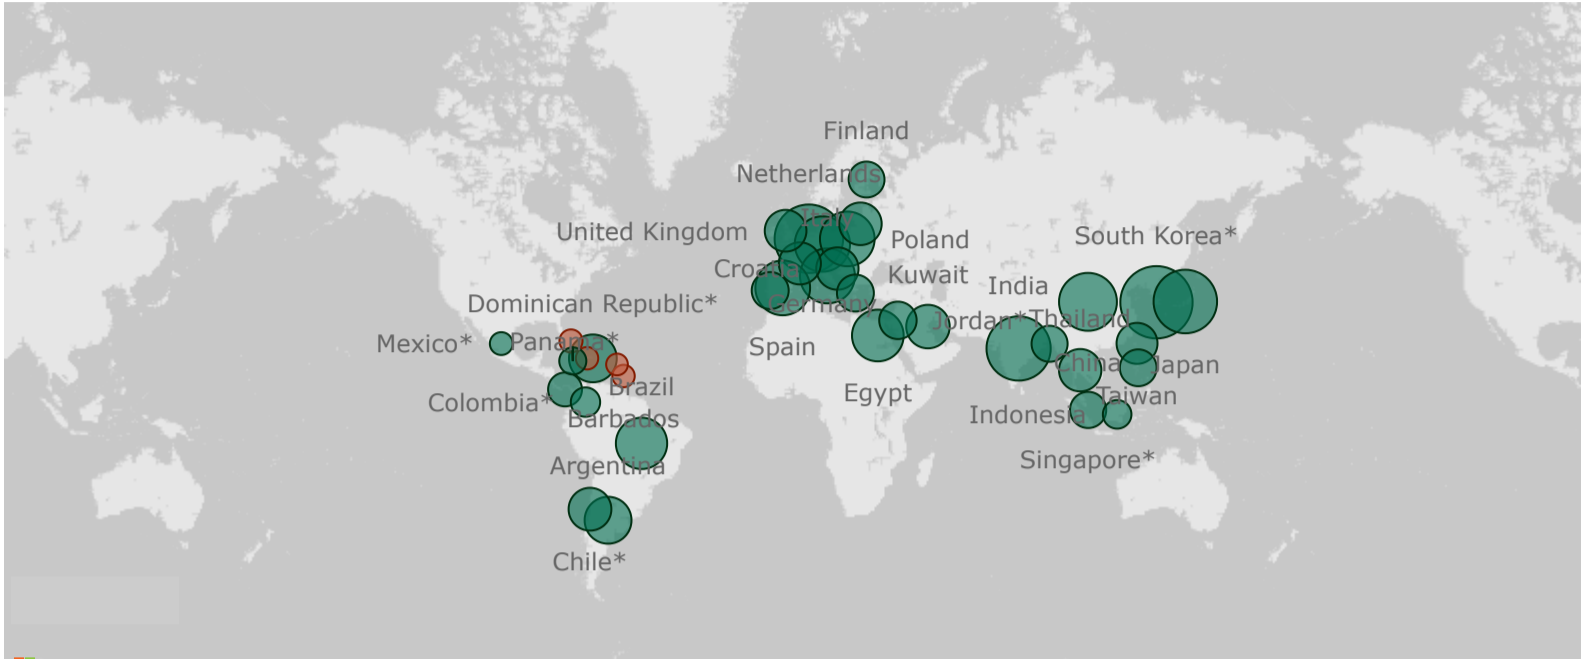 Finland
Netherlands
Italy
United Kingdom
Poland
South Korea*
Croatia
Kuwait
India
Dominican Republic*
Germany
Jordan*
Thailand
Mexico*
Panama*
Spain
China
Japan
Brazil
Egypt
Taiwan
Colombia*
Barbados
Indonesia
Argentina
Singapore*
Chile*